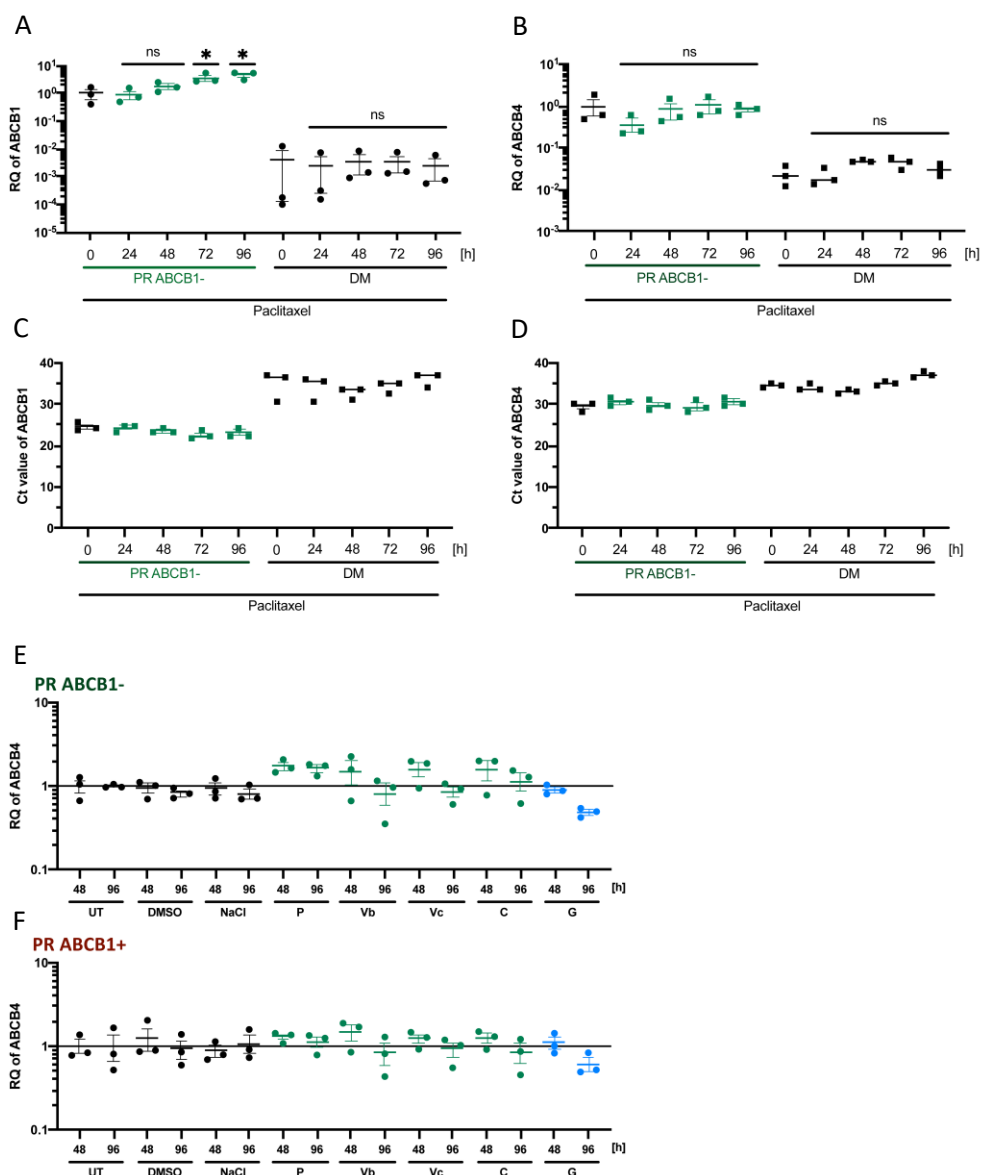 A
ns
*
*
RQ of ABCB1
10¹
10⁰
10⁻¹
10⁻²
10⁻³
10⁻⁴
10⁻⁵
ns
0 24 48 72 96 0 24 48 72 96 [h]
PR ABCB1- DM
Paclitaxel
B
ns
RQ of ABCB4
10¹
10⁰
10⁻¹
10⁻²
10⁻³
ns
0 24 48 72 96 0 24 48 72 96 [h]
PR ABCB1- DM
Paclitaxel
C
Ct value of ABCB1
40
30
20
10
0
0 24 48 72 96 0 24 48 72 96 [h]
PR ABCB1- DM
Paclitaxel
D
Ct value of ABCB4
40
30
20
10
0
0 24 48 72 96 0 24 48 72 96 [h]
PR ABCB1- DM
Paclitaxel
E
PR ABCB1-
RQ of ABCB4
10
1
0.1
48 96 48 96 48 96 48 96 48 96 48 96 48 96 48 96 [h]
UT DMSO NaCl P Vb Vc C G
F
PR ABCB1+
RQ of ABCB4
10
1
0.1
48 96 48 96 48 96 48 96 48 96 48 96 48 96 48 96 [h]
UT DMSO NaCl P Vb Vc C G